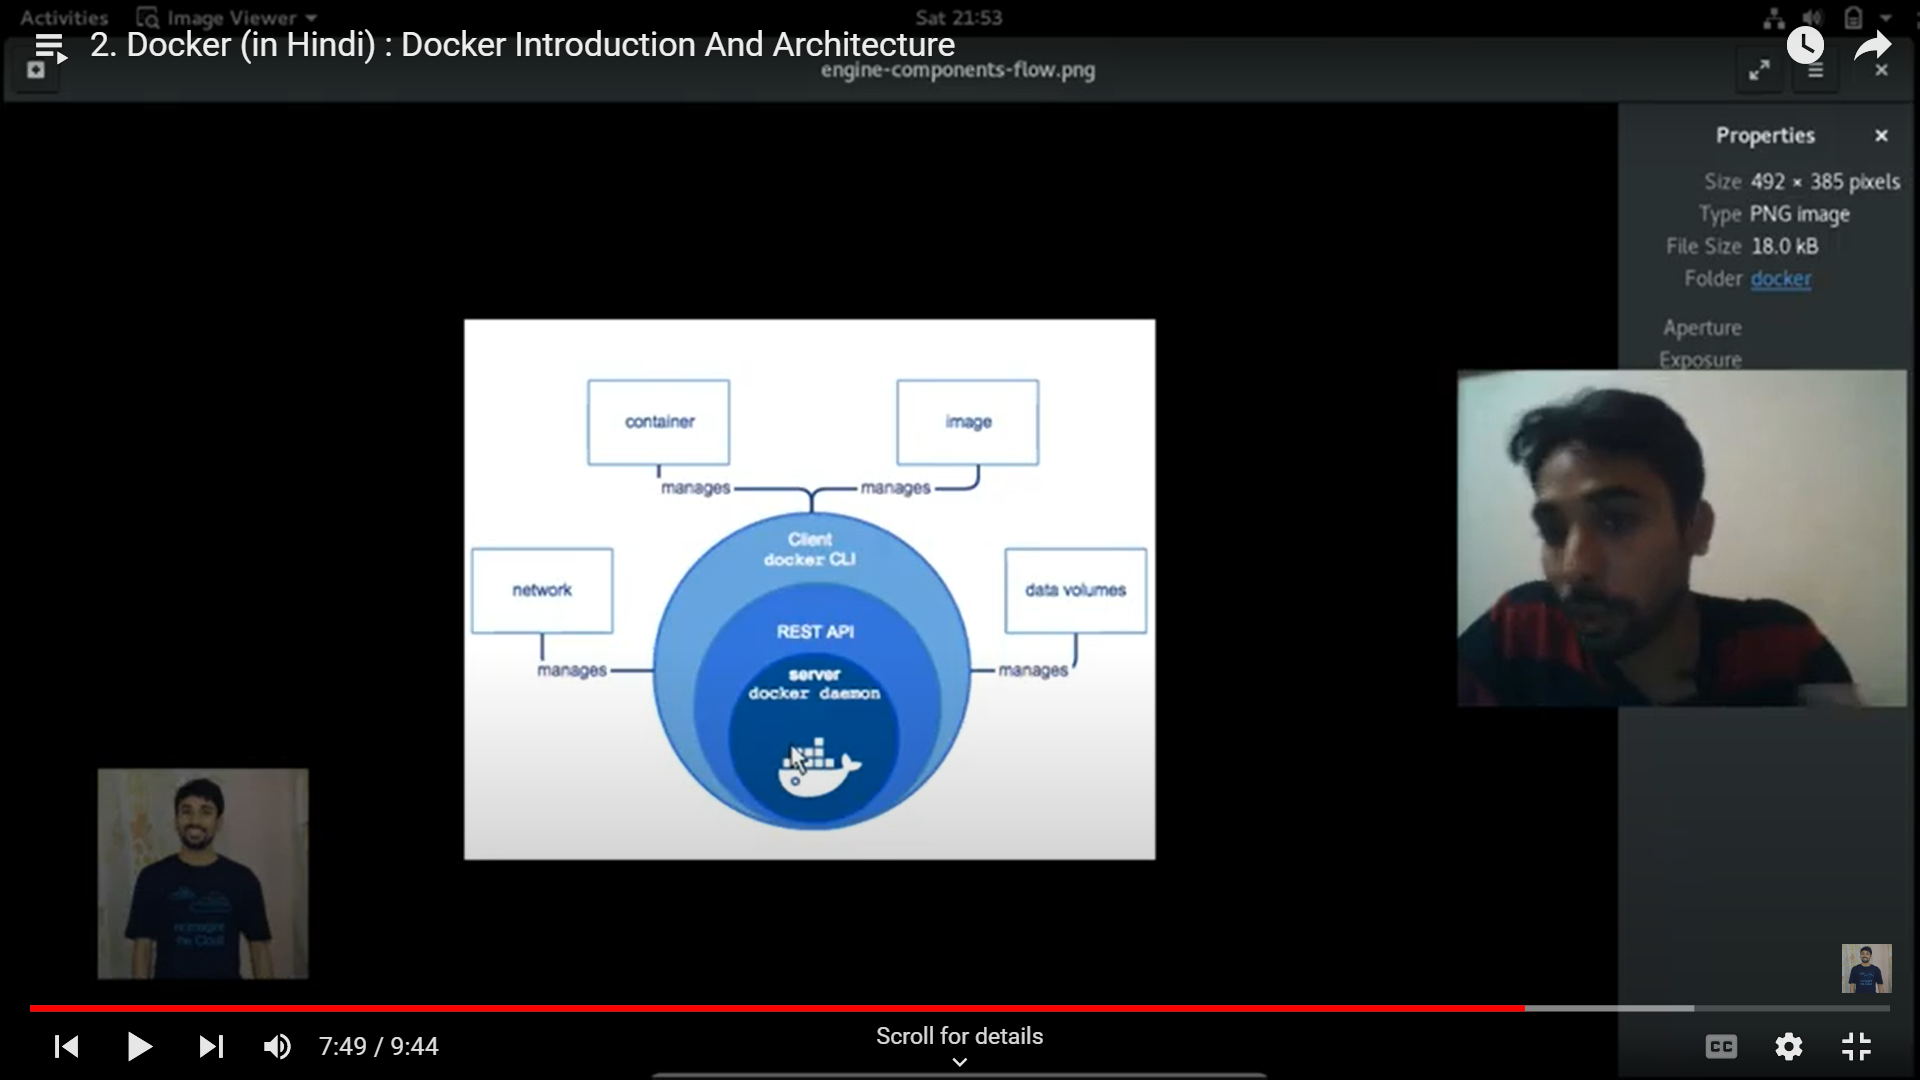 Activities
Image Viewer
Sat 21:53
2. Docker (in Hindi) : Docker Introduction And Architecture
engine-components-flow.png
Properties
Size 492 × 385 pixels
Type PNG image
File Size 18.0 kB
Folder docker
Aperture
Exposure
container
image
manages
manages
Client
docker CLI
network
data volumes
REST API
manages
manages
server
docker daemon
the Cloud
7:49 / 9:44
Scroll for details
CC